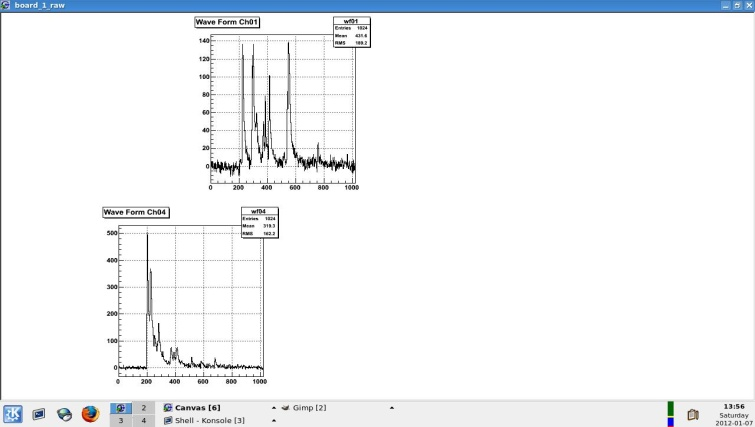 board_1_raw
Wave Form Ch01
wf01
Entries 1024
Mean 431.6
RMS 189.2
140
120
100
80
60
40
20
0
0 200 400 600 800 1000
Wave Form Ch04
wf04
Entries 1024
Mean 319.3
RMS 162.2
500
400
300
200
100
0
0 200 400 600 800 1000
2 Canvas [6] Gimp [2]
3 4 Shell - Konsole [3]
13:56
Saturday
2012-01-07